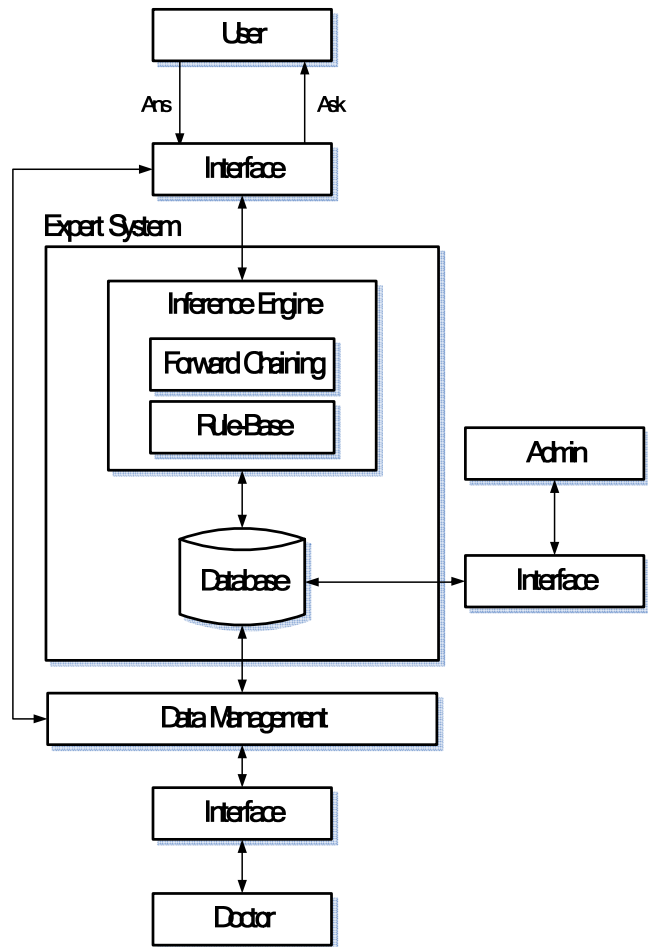 User
Ans
Ask
Interface
Expert System
Inference Engine
Forward Chaining
Rule-Base
Admin
Database
Interface
Data Management
Interface
Doctor